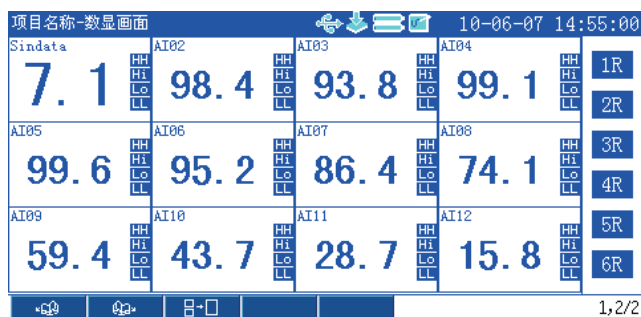 项目名称-数显画面 10-06-07 14:55:00
Sindata AI02 AI03 AI04
7.1 HH Hi Lo LL 98.4 HH Hi Lo LL 93.8 HH Hi Lo LL 99.1 HH Hi Lo LL
1R
2R
AI05 AI06 AI07 AI08
99.6 HH Hi Lo LL 95.2 HH Hi Lo LL 86.4 HH Hi Lo LL 74.1 HH Hi Lo LL
3R
4R
AI09 AI10 AI11 AI12
59.4 HH Hi Lo LL 43.7 HH Hi Lo LL 28.7 HH Hi Lo LL 15.8 HH Hi Lo LL
5R
6R
1,2/2